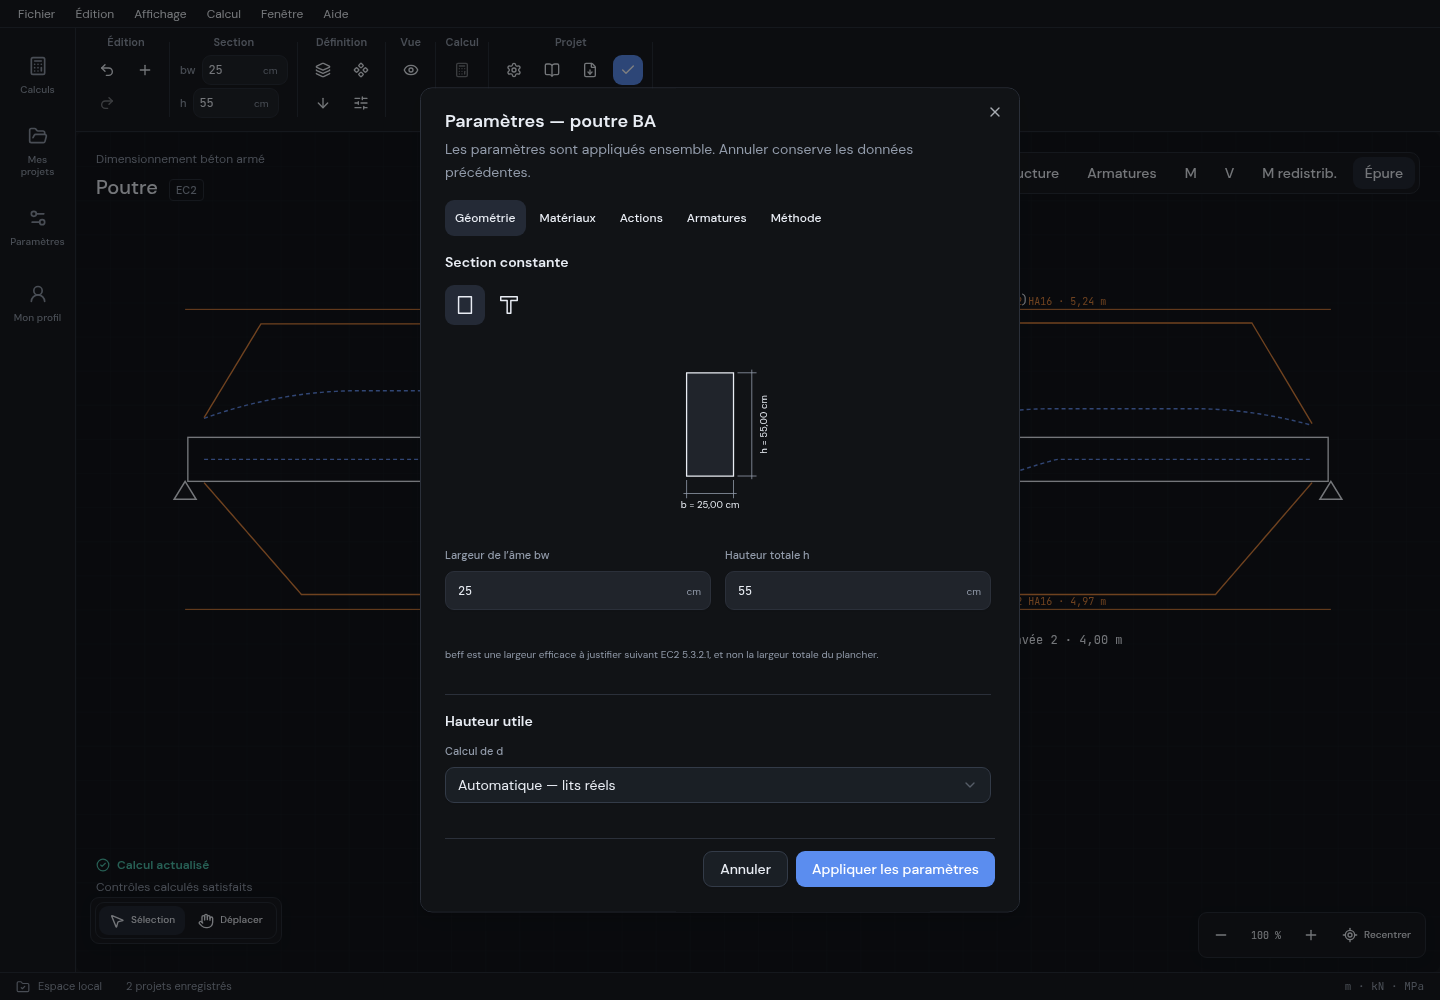 Fichier Édition Affichage Calcul Fenêtre Aide
Édition Section Définition Vue Calcul Projet
bw 25 cm
h 55 cm
Calculs
Mes
projets
Paramètres
Mon profil
Dimensionnement béton armé
Poutre EC2
ucture Armatures M V M redistrib. Épure
Paramètres — poutre BA
Les paramètres sont appliqués ensemble. Annuler conserve les données
précédentes.
Géométrie Matériaux Actions Armatures Méthode
Section constante
HA16 · 5,24 m
h = 55,00 cm
b = 25,00 cm
Largeur de l'âme bw Hauteur totale h
25 cm 55 cm
HA16 · 4,97 m
vée 2 · 4,00 m
beff est une largeur efficace à justifier suivant EC2 5.3.2.1, et non la largeur totale du plancher.
Hauteur utile
Calcul de d
Automatique — lits réels
Annuler Appliquer les paramètres
Calcul actualisé
Contrôles calculés satisfaits
Sélection Déplacer
100 % Recentrer
Espace local 2 projets enregistrés m · kN · MPa